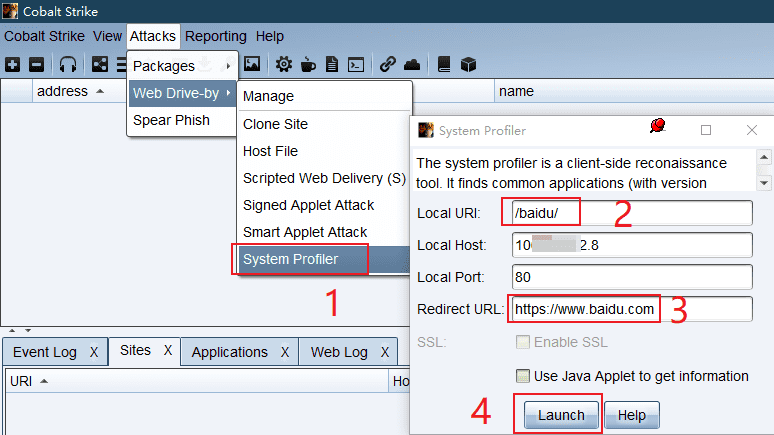 Cobalt Strike
Cobalt Strike View Attacks Reporting Help
Packages
Web Drive-by
Spear Phish
Manage
Clone Site
Host File
Scripted Web Delivery (S)
Signed Applet Attack
Smart Applet Attack
System Profiler
1
address
name
System Profiler
The system profiler is a client-side reconaissance
tool. It finds common applications (with version
Local URI: /baidu/ 2
Local Host: 10 2.8
Local Port: 80
Redirect URL: https://www.baidu.com 3
SSL: Enable SSL
Use Java Applet to get information
4 Launch Help
Event Log X Sites X Applications X Web Log X
URI Ho